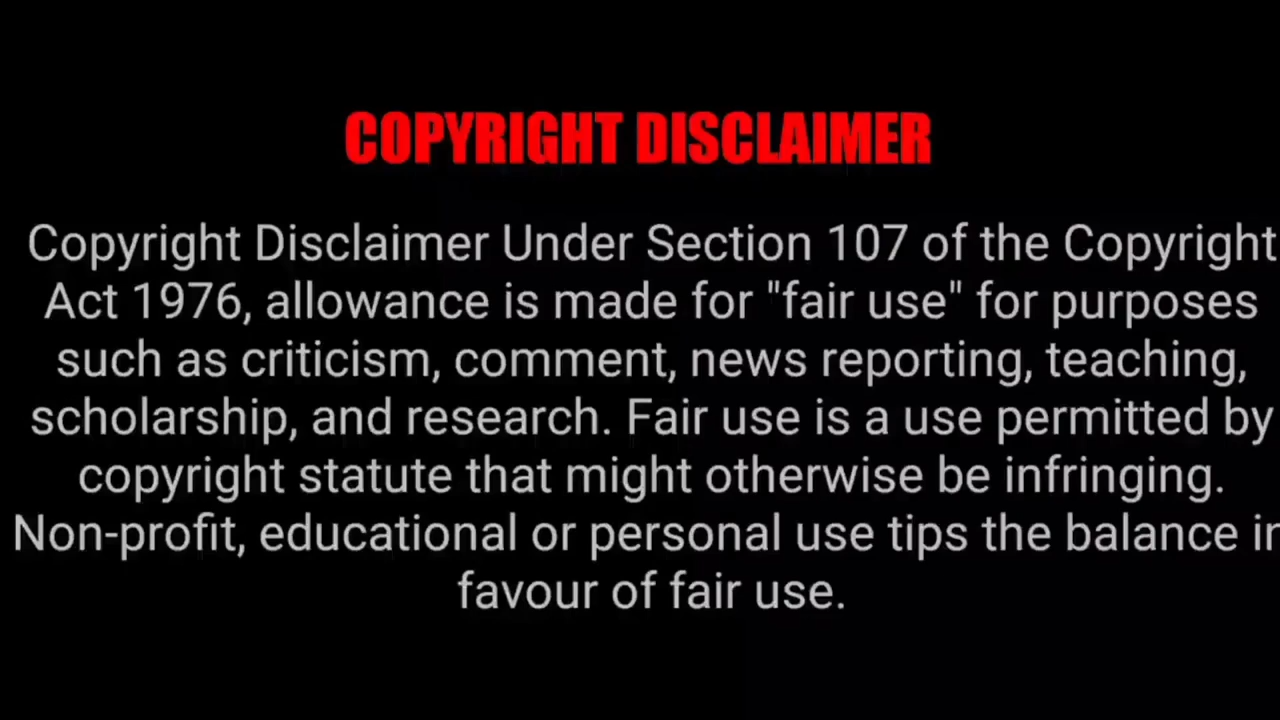 COPYRIGHT DISCLAIMER
Copyright Disclaimer Under Section 107 of the Copyright
Act 1976, allowance is made for "fair use" for purposes
such as criticism, comment, news reporting, teaching,
scholarship, and research. Fair use is a use permitted by
copyright statute that might otherwise be infringing.
Non-profit, educational or personal use tips the balance in
favour of fair use.